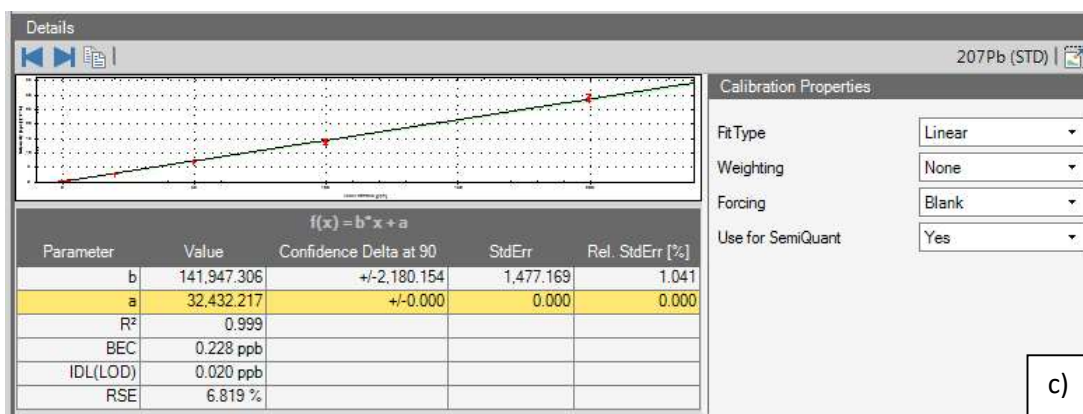 Details
207Pb (STD)
Calibration Properties
Fit Type Linear
Weighting None
Forcing Blank
Use for SemiQuant Yes
f(x) = b*x + a
Parameter Value Confidence Delta at 90 StdErr Rel. StdErr [%]
b 141,947.306 +/-2,180.154 1,477.169 1.041
a 32,432.217 +/-0.000 0.000 0.000
R² 0.999
BEC 0.228 ppb
IDL(LOD) 0.020 ppb
RSE 6.819 %
c)